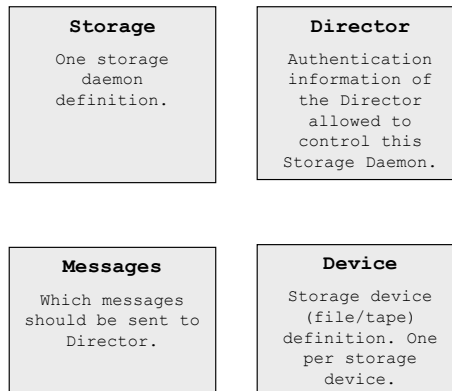 Storage
One storage
daemon
definition.
Director
Authentication
information of
the Director
allowed to
control this
Storage Daemon.
Messages
Which messages
should be sent to
Director.
Device
Storage device
(file/tape)
definition. One
per storage
device.